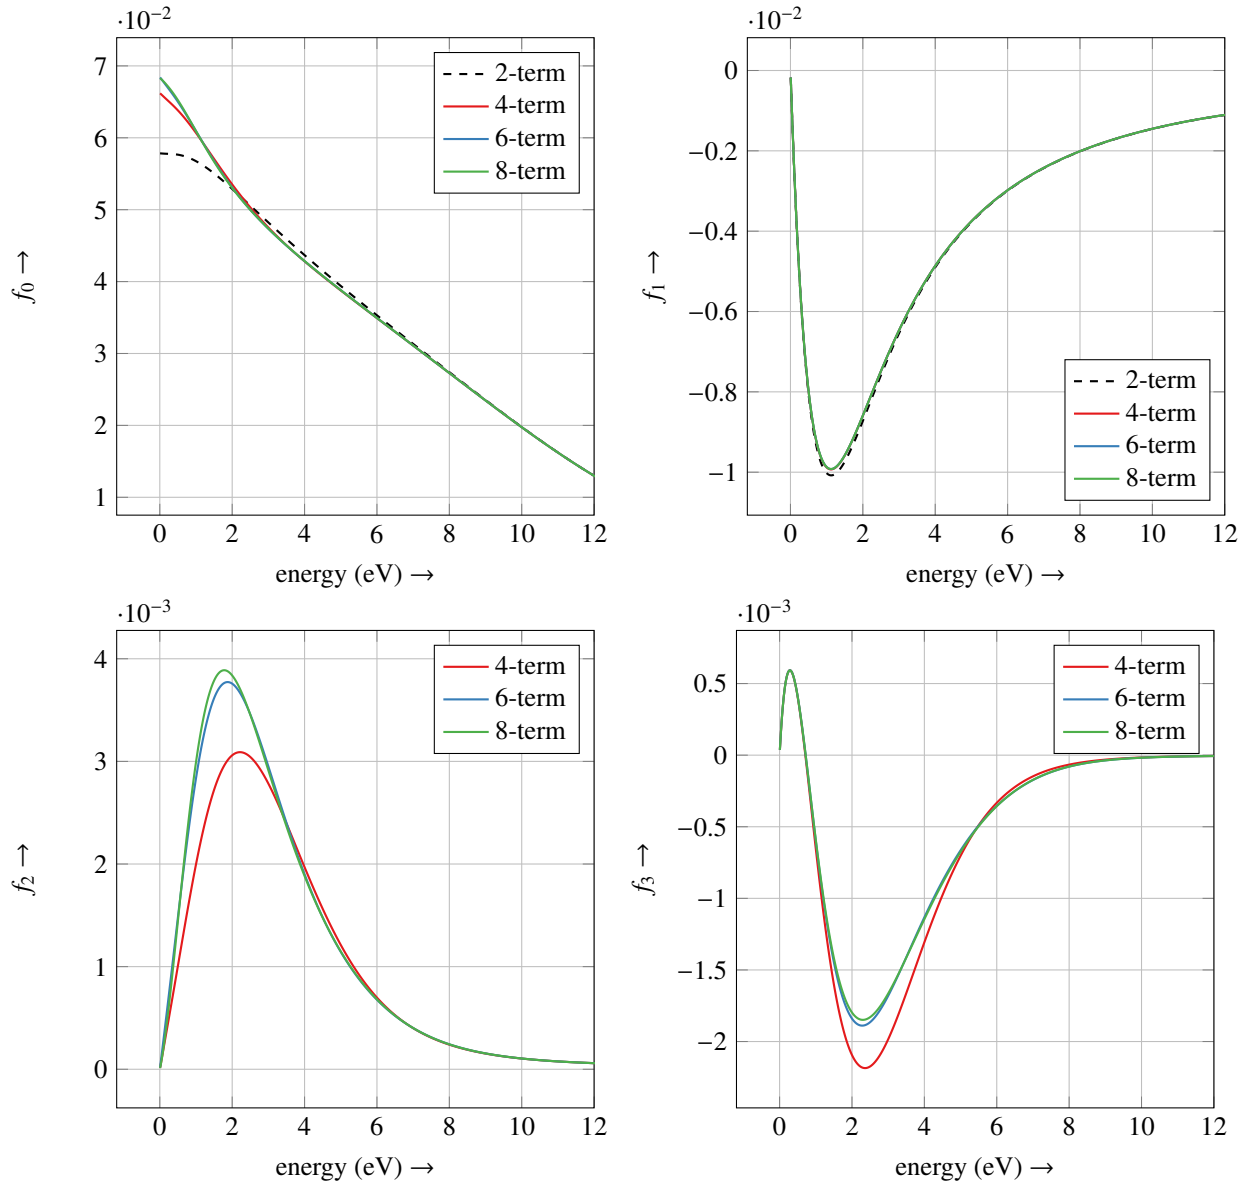 ·10⁻²
7
6
5
4
3
2
1
0 2 4 6 8 10 12
energy (eV) →
f₀ →
2-term
4-term
6-term
8-term
·10⁻²
0
−0.2
−0.4
−0.6
−0.8
−1
0 2 4 6 8 10 12
energy (eV) →
f₁ →
2-term
4-term
6-term
8-term
·10⁻³
4
3
2
1
0
0 2 4 6 8 10 12
energy (eV) →
f₂ →
4-term
6-term
8-term
·10⁻³
0.5
0
−0.5
−1
−1.5
−2
0 2 4 6 8 10 12
energy (eV) →
f₃ →
4-term
6-term
8-term